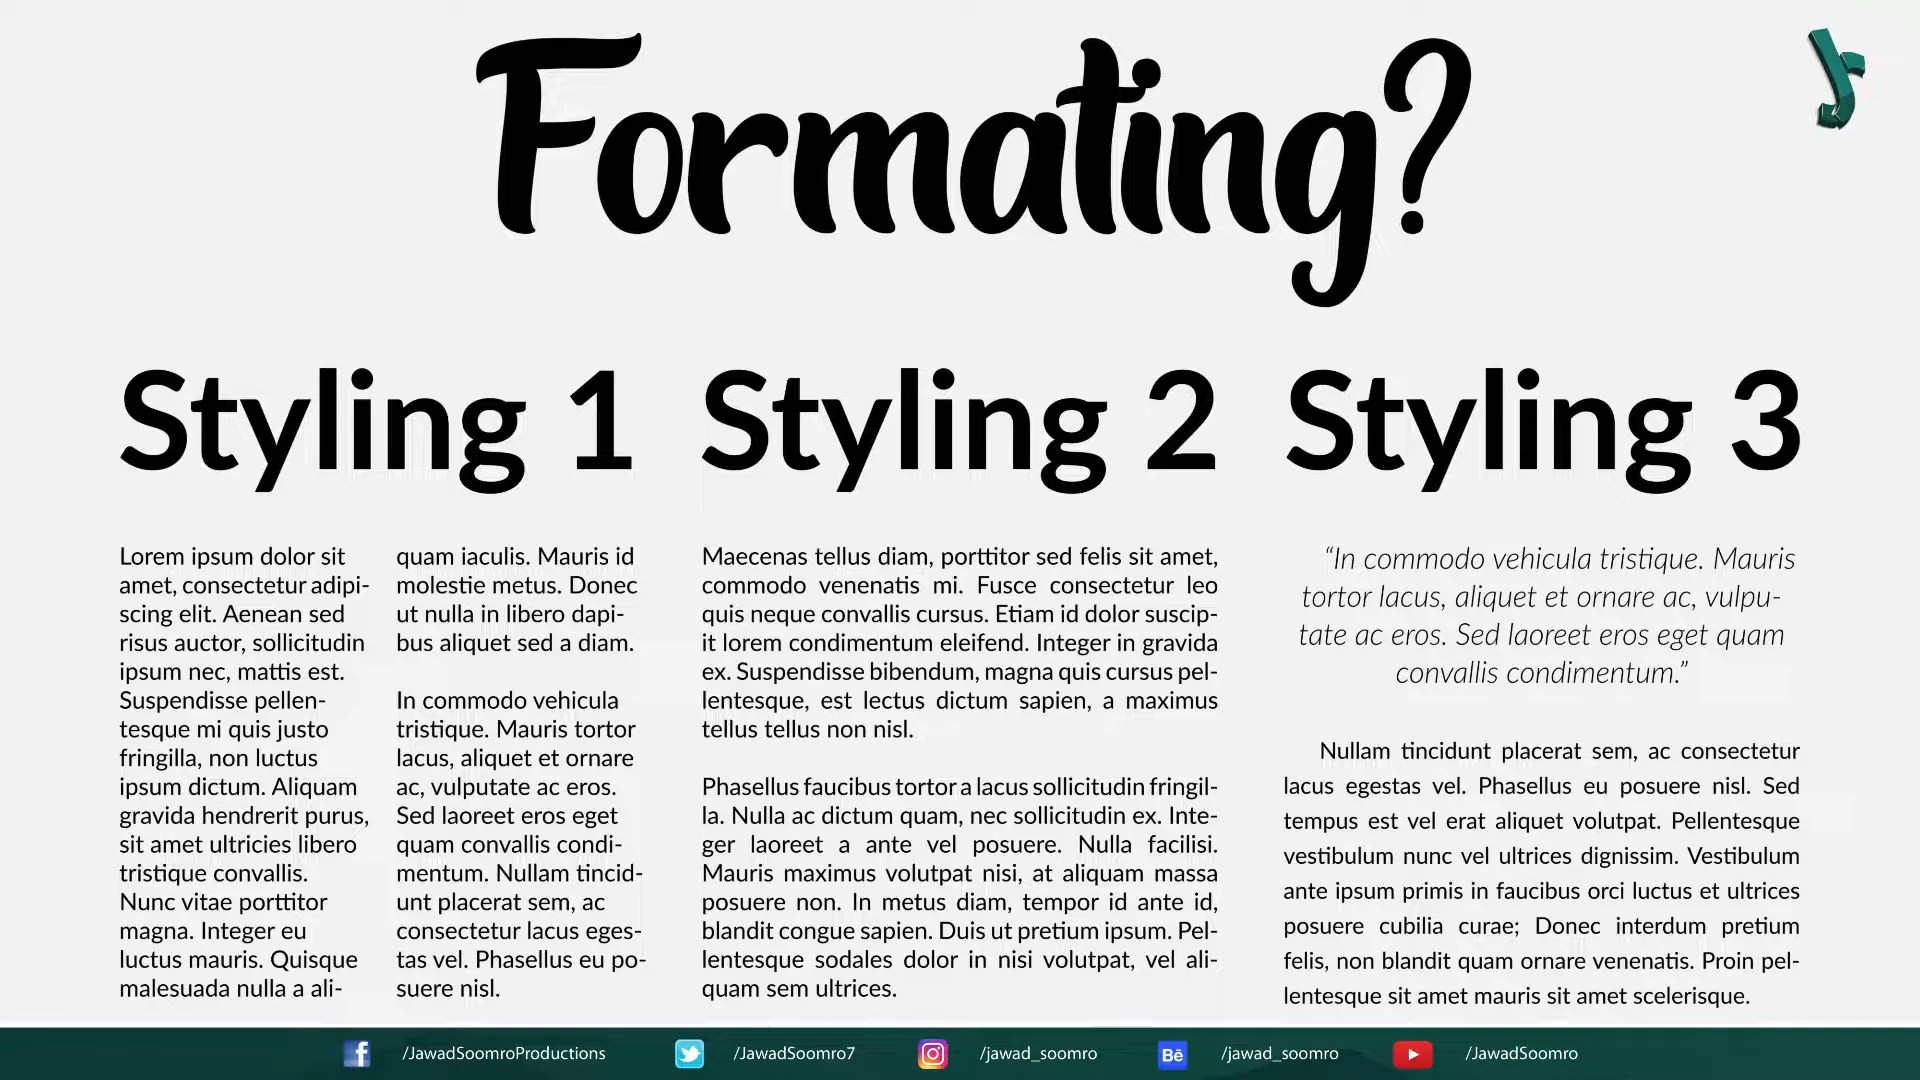 Formating?
Styling 1
Lorem ipsum dolor sit
amet, consectetur adipi-
scing elit. Aenean sed
risus auctor, sollicitudin
ipsum nec, mattis est.
Suspendisse pellen-
tesque mi quis justo
fringilla, non luctus
ipsum dictum. Aliquam
gravida hendrerit purus,
sit amet ultricies libero
tristique convallis.
Nunc vitae porttitor
magna. Integer eu
luctus mauris. Quisque
malesuada nulla a ali-
quam iaculis. Mauris id
molestie metus. Donec
ut nulla in libero dapi-
bus aliquet sed a diam.
In commodo vehicula
tristique. Mauris tortor
lacus, aliquet et ornare
ac, vulputate ac eros.
Sed laoreet eros eget
quam convallis condi-
mentum. Nullam tincid-
unt placerat sem, ac
consectetur lacus eges-
tas vel. Phasellus eu po-
suere nisl.
Styling 2
Maecenas tellus diam, porttitor sed felis sit amet,
commodo venenatis mi. Fusce consectetur leo
quis neque convallis cursus. Etiam id dolor suscip-
it lorem condimentum eleifend. Integer in gravida
ex. Suspendisse bibendum, magna quis cursus pel-
lentesque, est lectus dictum sapien, a maximus
tellus tellus non nisl.
Phasellus faucibus tortor a lacus sollicitudin fringil-
la. Nulla ac dictum quam, nec sollicitudin ex. Inte-
ger laoreet a ante vel posuere. Nulla facilisi.
Mauris maximus volutpat nisi, at aliquam massa
posuere non. In metus diam, tempor id ante id,
blandit congue sapien. Duis ut pretium ipsum. Pel-
lentesque sodales dolor in nisi volutpat, vel ali-
quam sem ultrices.
Styling 3
“In commodo vehicula tristique. Mauris
tortor lacus, aliquet et ornare ac, vulpu-
tate ac eros. Sed laoreet eros eget quam
convallis condimentum.”
Nullam tincidunt placerat sem, ac consectetur
lacus egestas vel. Phasellus eu posuere nisl. Sed
tempus est vel erat aliquet volutpat. Pellentesque
vestibulum nunc vel ultrices dignissim. Vestibulum
ante ipsum primis in faucibus orci luctus et ultrices
posuere cubilia curae; Donec interdum pretium
felis, non blandit quam ornare venenatis. Proin pel-
lentesque sit amet mauris sit amet scelerisque.
/JawadSoomroProductions
/JawadSoomro7
/jawad_soomro
Bē /jawad_soomro
/JawadSoomro